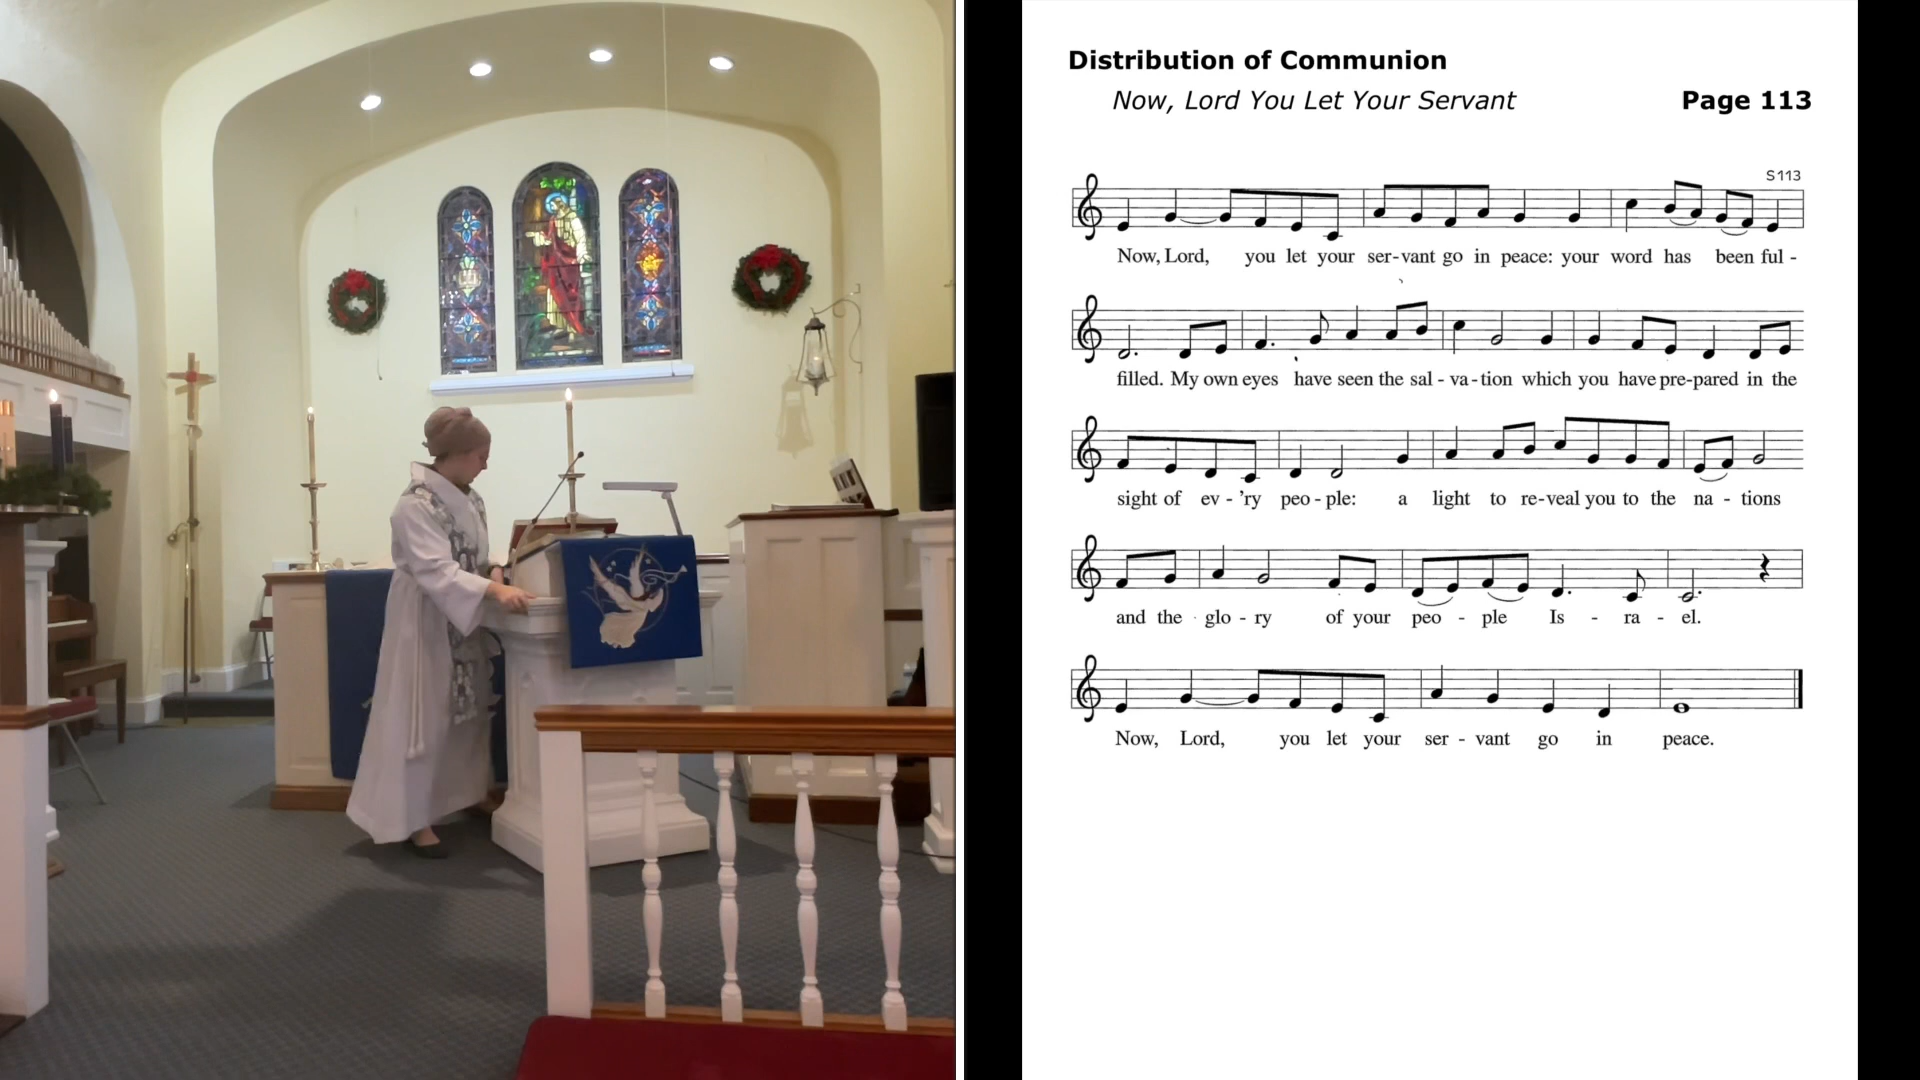 Distribution of Communion
Now, Lord You Let Your Servant Page 113
S113
Now, Lord, you let your ser-vant go in peace: your word has been ful -
filled. My own eyes have seen the sal - va - tion which you have pre-pared in the
sight of ev - 'ry peo - ple: a light to re-veal you to the na - tions
and the glo - ry of your peo - ple Is - ra - el.
Now, Lord, you let your ser - vant go in peace.